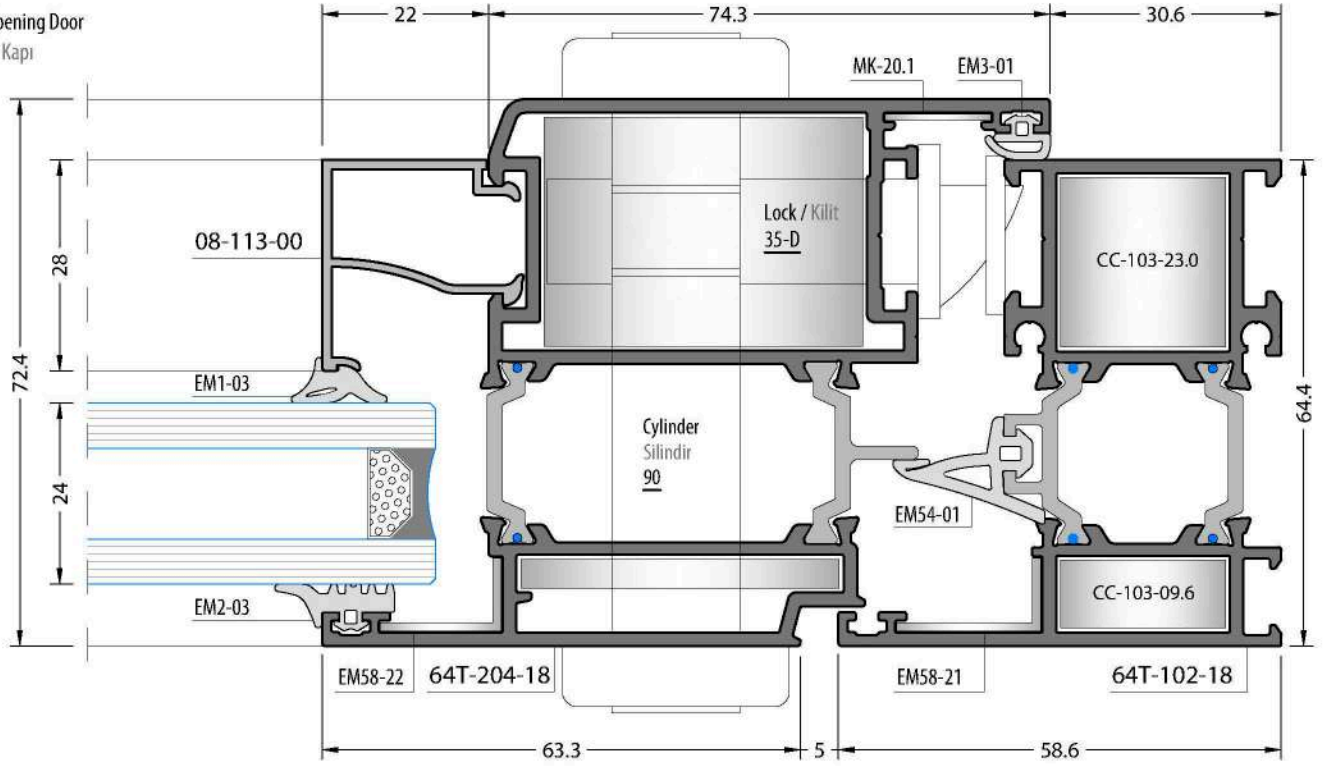 Opening Door
Kapı
22
74.3
30.6
MK-20.1
EM3-01
08-113-00
Lock / Kilit
35-D
CC-103-23.0
28
72.4
64.4
EM1-03
Cylinder
Silindir
90
24
EM54-01
EM2-03
CC-103-09.6
EM58-22
64T-204-18
EM58-21
64T-102-18
63.3
5
58.6